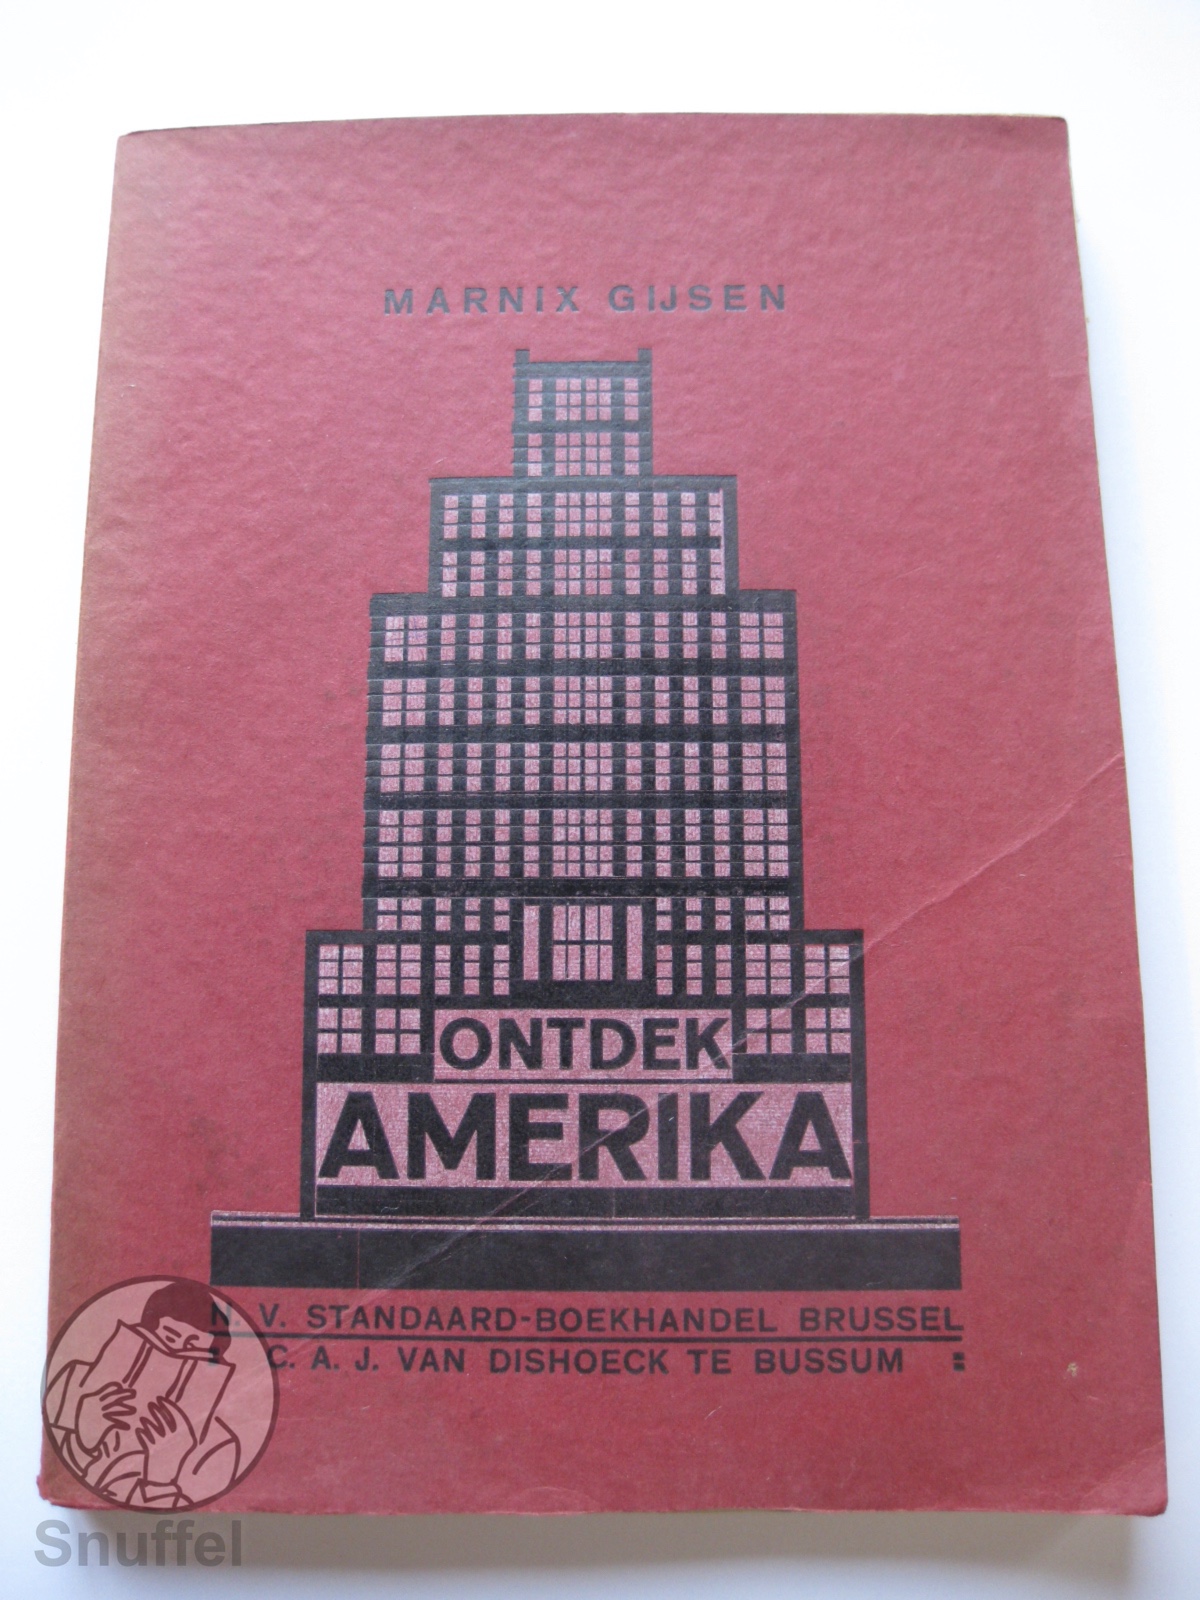 MARNIX GIJSEN
ONTDEK
AMERIKA
N. V. STANDAARD-BOEKHANDEL BRUSSEL
: C. A. J. VAN DISHOECK TE BUSSUM :
Snuffel